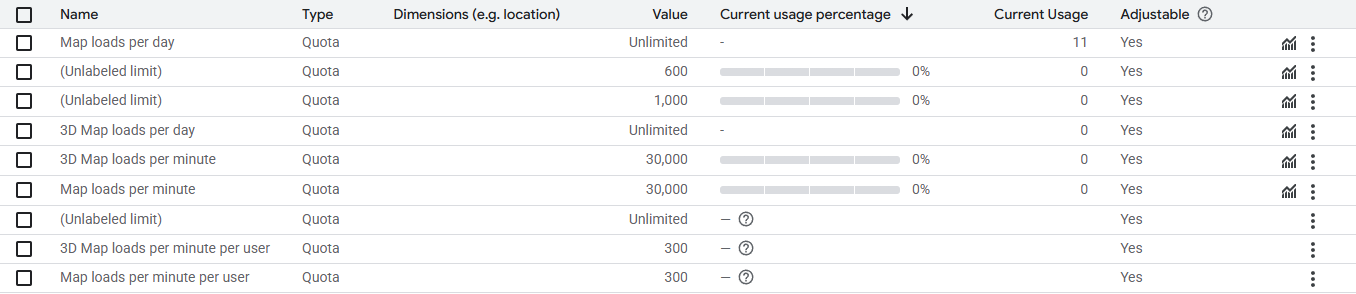 Name Type Dimensions (e.g. location) Value Current usage percentage Current Usage Adjustable
Map loads per day Quota Unlimited - 11 Yes
(Unlabeled limit) Quota 600 0% 0 Yes
(Unlabeled limit) Quota 1,000 0% 0 Yes
3D Map loads per day Quota Unlimited - 0 Yes
3D Map loads per minute Quota 30,000 0% 0 Yes
Map loads per minute Quota 30,000 0% 0 Yes
(Unlabeled limit) Quota Unlimited — Yes
3D Map loads per minute per user Quota 300 — Yes
Map loads per minute per user Quota 300 — Yes